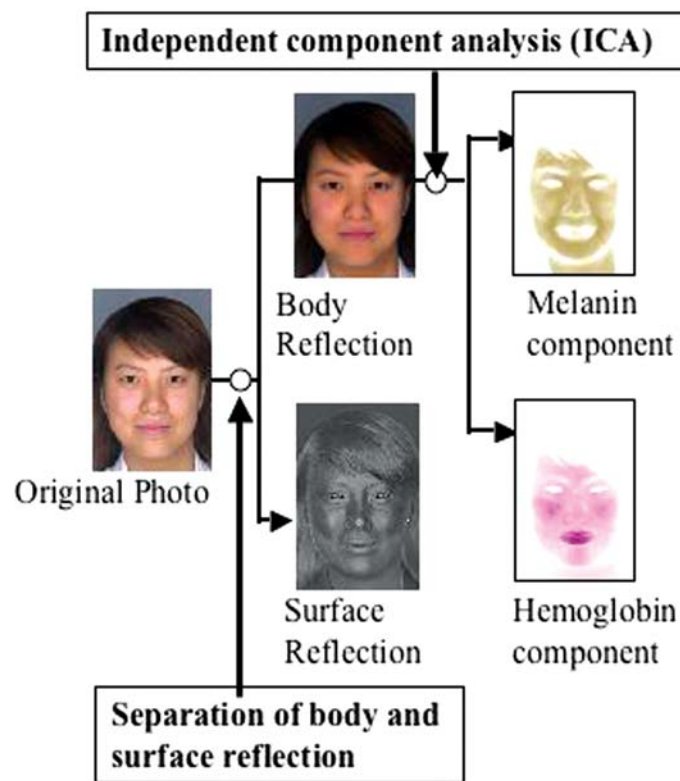 Independent component analysis (ICA)
Body
Reflection
Melanin
component
Original Photo
Surface
Reflection
Hemoglobin
component
Separation of body and
surface reflection